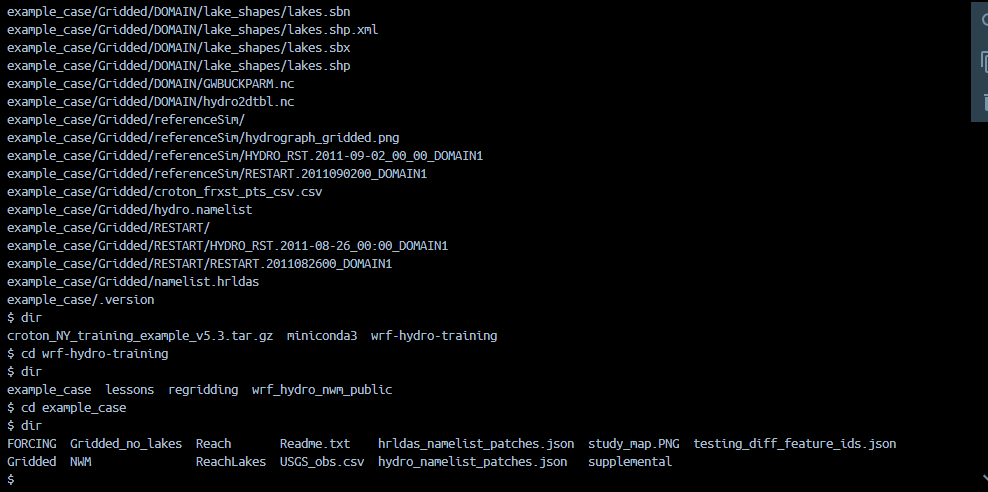 example_case/Gridded/DOMAIN/lake_shapes/lakes.sbn
example_case/Gridded/DOMAIN/lake_shapes/lakes.shp.xml
example_case/Gridded/DOMAIN/lake_shapes/lakes.sbx
example_case/Gridded/DOMAIN/lake_shapes/lakes.shp
example_case/Gridded/DOMAIN/GWBUCKPARM.nc
example_case/Gridded/DOMAIN/hydro2dtbl.nc
example_case/Gridded/referenceSim/
example_case/Gridded/referenceSim/hydrograph_gridded.png
example_case/Gridded/referenceSim/HYDRO_RST.2011-09-02_00_00_DOMAIN1
example_case/Gridded/referenceSim/RESTART.2011090200_DOMAIN1
example_case/Gridded/croton_frxst_pts_csv.csv
example_case/Gridded/hydro.namelist
example_case/Gridded/RESTART/
example_case/Gridded/RESTART/HYDRO_RST.2011-08-26_00:00_DOMAIN1
example_case/Gridded/RESTART/RESTART.2011082600_DOMAIN1
example_case/Gridded/namelist.hrldas
example_case/.version
$ dir
croton_NY_training_example_v5.3.tar.gz  miniconda3  wrf-hydro-training
$ cd wrf-hydro-training
$ dir
example_case  lessons  regridding  wrf_hydro_nwm_public
$ cd example_case
$ dir
FORCING  Gridded_no_lakes  Reach       Readme.txt    hrldas_namelist_patches.json  study_map.PNG  testing_diff_feature_ids.json
Gridded  NWM               ReachLakes  USGS_obs.csv  hydro_namelist_patches.json   supplemental
$